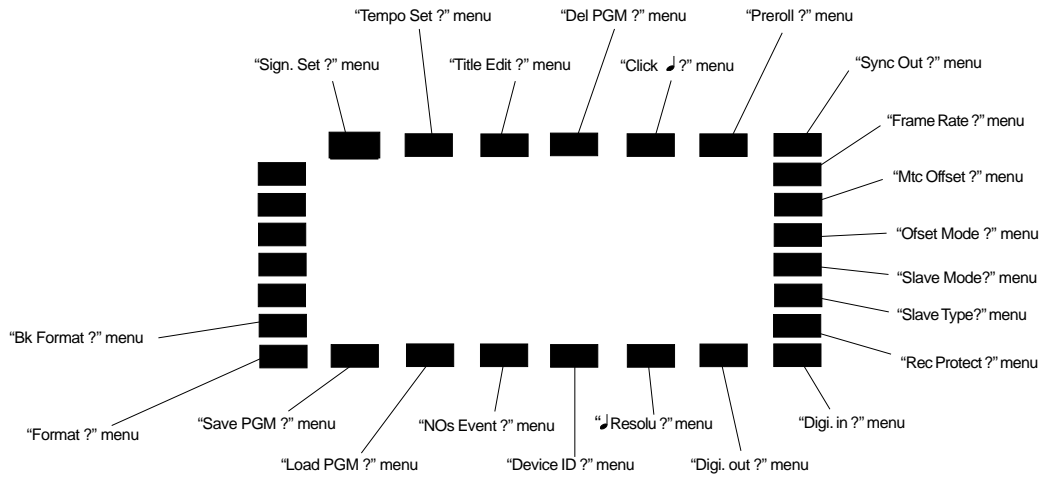 “Tempo Set ?” menu
“Del PGM ?” menu
“Preroll ?” menu
“Sign. Set ?” menu
“Title Edit ?” menu
“Click ♩ ?” menu
“Sync Out ?” menu
“Frame Rate ?” menu
“Mtc Offset ?” menu
“Ofset Mode ?” menu
“Slave Mode?” menu
“Slave Type?” menu
“Bk Format ?” menu
“Rec Protect ?” menu
“Format ?” menu
“Save PGM ?” menu
“NOs Event ?” menu
“♩Resolu ?” menu
“Digi. in ?” menu
“Load PGM ?” menu
“Device ID ?” menu
“Digi. out ?” menu